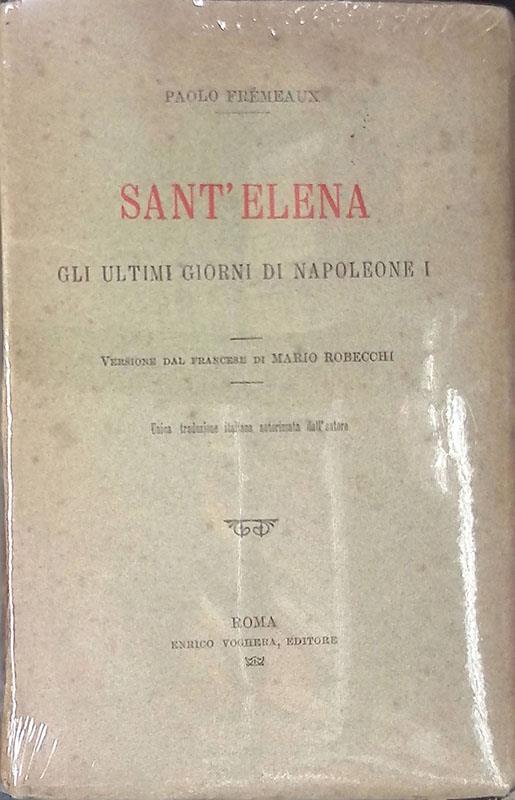 PAOLO FRÉMEAUX
SANT'ELENA
GLI ULTIMI GIORNI DI NAPOLEONE I
VERSIONE DAL FRANCESE DI MARIO ROBECCHI
Unica traduzione italiana autorizzata dall'autore
ROMA
ENRICO VOGHERA, EDITORE